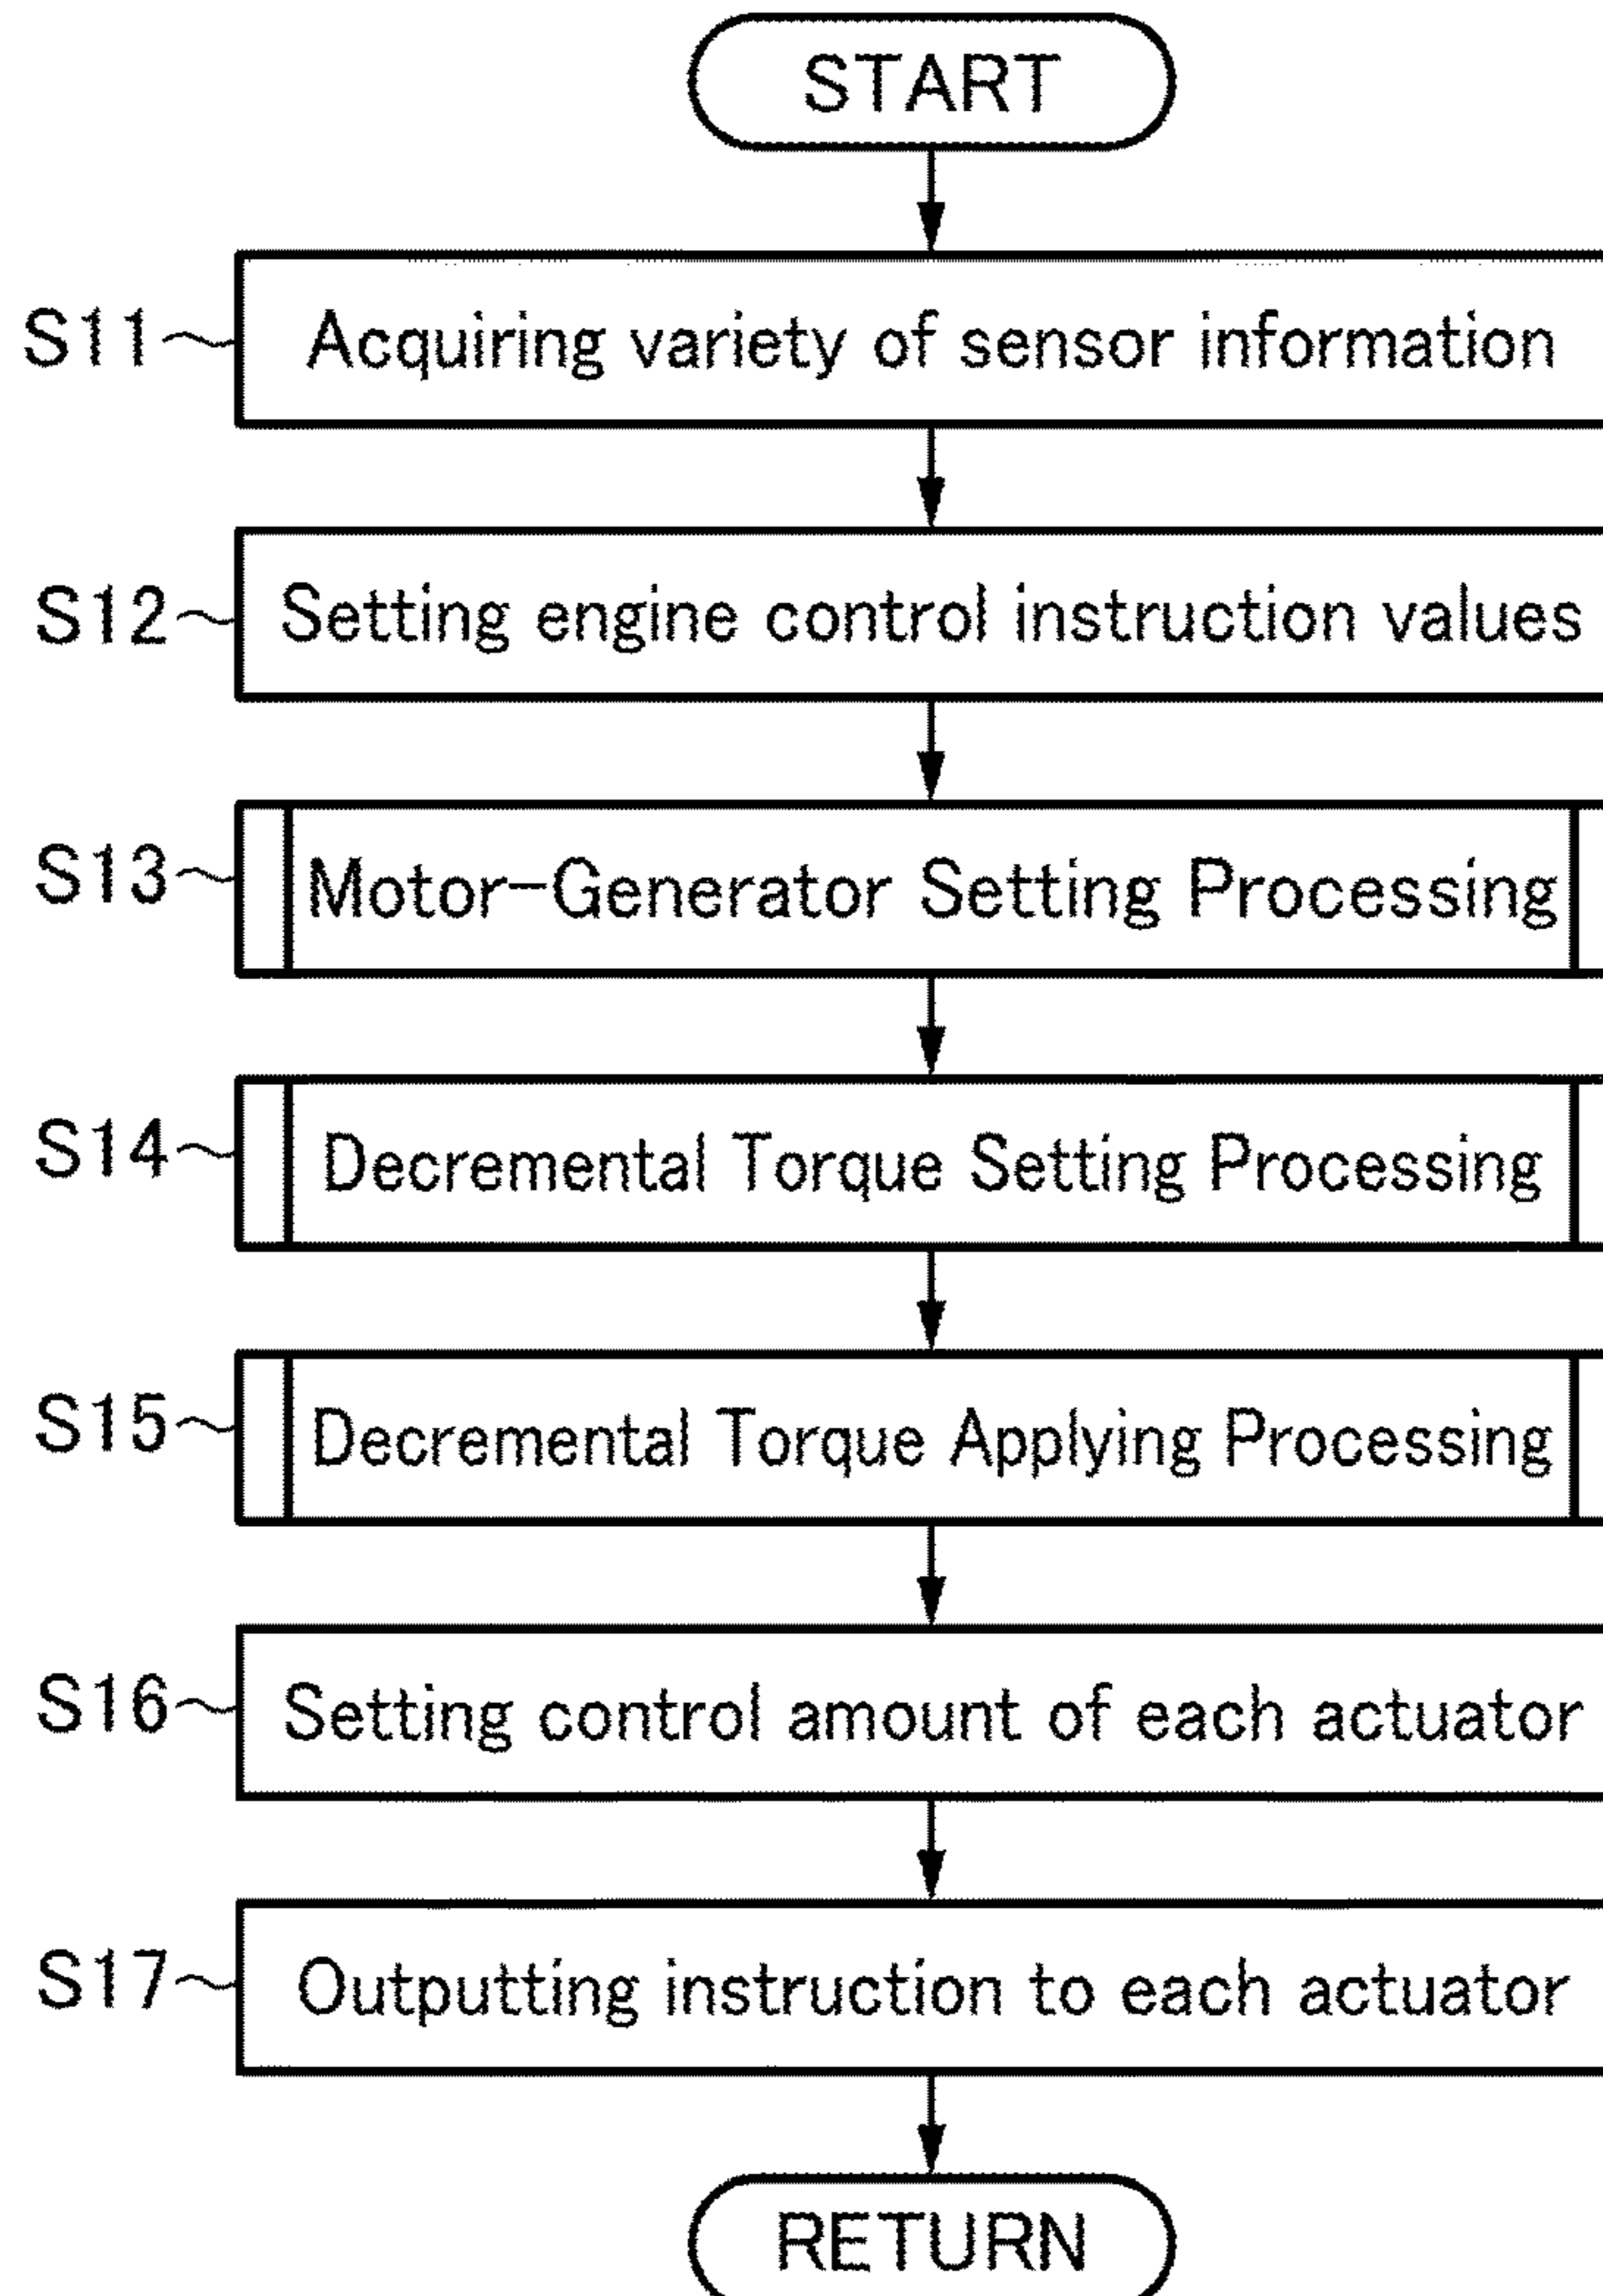 START
S11 Acquiring variety of sensor information
S12 Setting engine control instruction values
S13 Motor-Generator Setting Processing
S14 Decremental Torque Setting Processing
S15 Decremental Torque Applying Processing
S16 Setting control amount of each actuator
S17 Outputting instruction to each actuator
RETURN